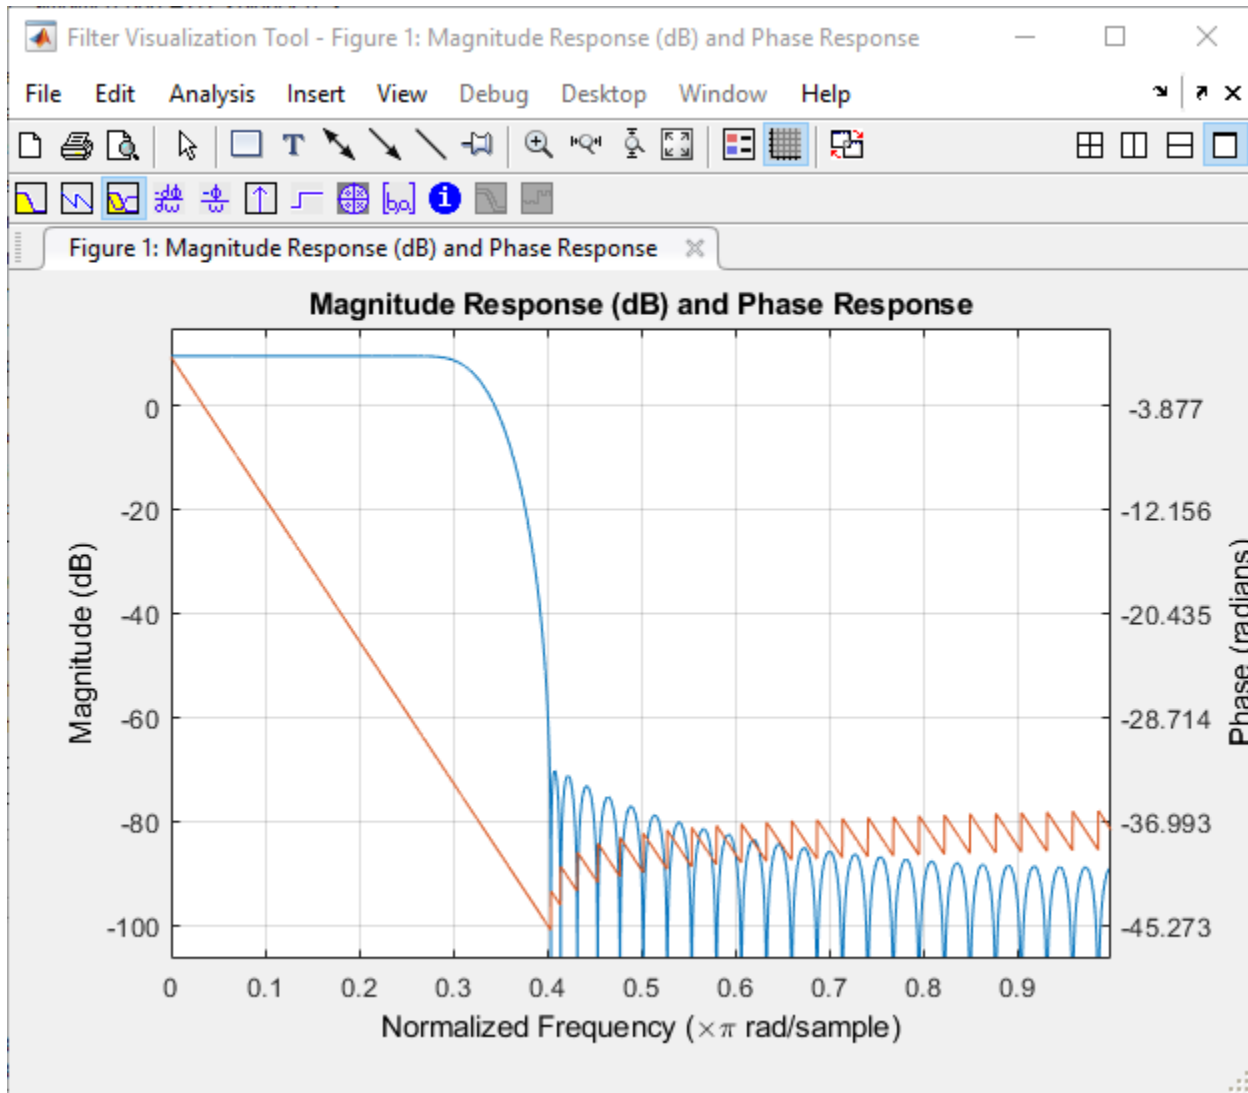 Filter Visualization Tool - Figure 1: Magnitude Response (dB) and Phase Response
File Edit Analysis Insert View Debug Desktop Window Help
Figure 1: Magnitude Response (dB) and Phase Response
Magnitude Response (dB) and Phase Response
0
-20
-40
-60
-80
-100
Magnitude (dB)
-3.877
-12.156
-20.435
-28.714
-36.993
-45.273
Phase (radians)
0 0.1 0.2 0.3 0.4 0.5 0.6 0.7 0.8 0.9
Normalized Frequency (×π rad/sample)